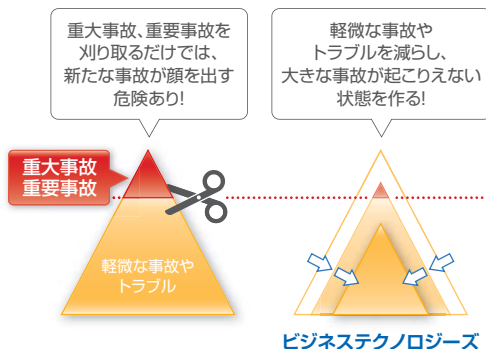 重大事故、重要事故を
刈り取るだけでは、
新たな事故が顔を出す
危険あり!
軽微な事故や
トラブルを減らし、
大きな事故が起こりえない
状態を作る!
重大事故
重要事故
軽微な事故や
トラブル
ビジネステクノロジーズ